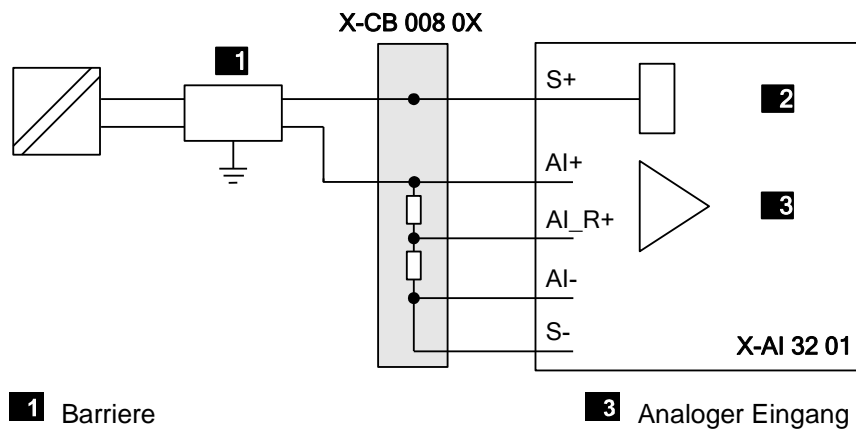 X-CB 008 0X
1
S+
2
AI+
3
AI_R+
AI-
S-
X-AI 32 01
1 Barriere
3 Analoger Eingang